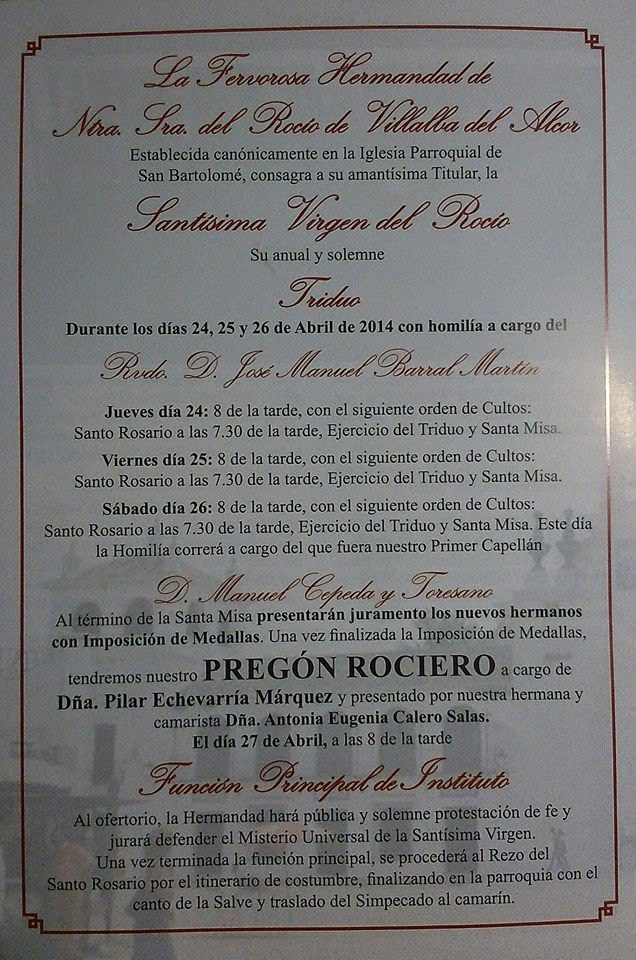 La Fervorosa Hermandad de
Ntra. Sra. del Rocío de Villalba del Alcor
Establecida canónicamente en la Iglesia Parroquial de
San Bartolomé, consagra a su amantísima Titular, la
Santísima Virgen del Rocío
Su anual y solemne
Triduo
Durante los días 24, 25 y 26 de Abril de 2014 con homilía a cargo del
Rvdo. D. José Manuel Barral Martín
Jueves día 24: 8 de la tarde, con el siguiente orden de Cultos:
Santo Rosario a las 7.30 de la tarde, Ejercicio del Triduo y Santa Misa.
Viernes día 25: 8 de la tarde, con el siguiente orden de Cultos:
Santo Rosario a las 7.30 de la tarde, Ejercicio del Triduo y Santa Misa.
Sábado día 26: 8 de la tarde, con el siguiente orden de Cultos:
Santo Rosario a las 7.30 de la tarde, Ejercicio del Triduo y Santa Misa. Este día
la Homilía correrá a cargo del que fuera nuestro Primer Capellán
D. Manuel Cepeda y Toresano
Al término de la Santa Misa presentarán juramento los nuevos hermanos
con Imposición de Medallas. Una vez finalizada la Imposición de Medallas,
tendremos nuestro PREGÓN ROCIERO a cargo de
Dña. Pilar Echevarría Márquez y presentado por nuestra hermana y
camarista Dña. Antonia Eugenia Calero Salas.
El día 27 de Abril, a las 8 de la tarde
Función Principal de Instituto
Al ofertorio, la Hermandad hará pública y solemne protestación de fe y
jurará defender el Misterio Universal de la Santísima Virgen.
Una vez terminada la función principal, se procederá al Rezo del
Santo Rosario por el itinerario de costumbre, finalizando en la parroquia con el
canto de la Salve y traslado del Simpecado al camarín.